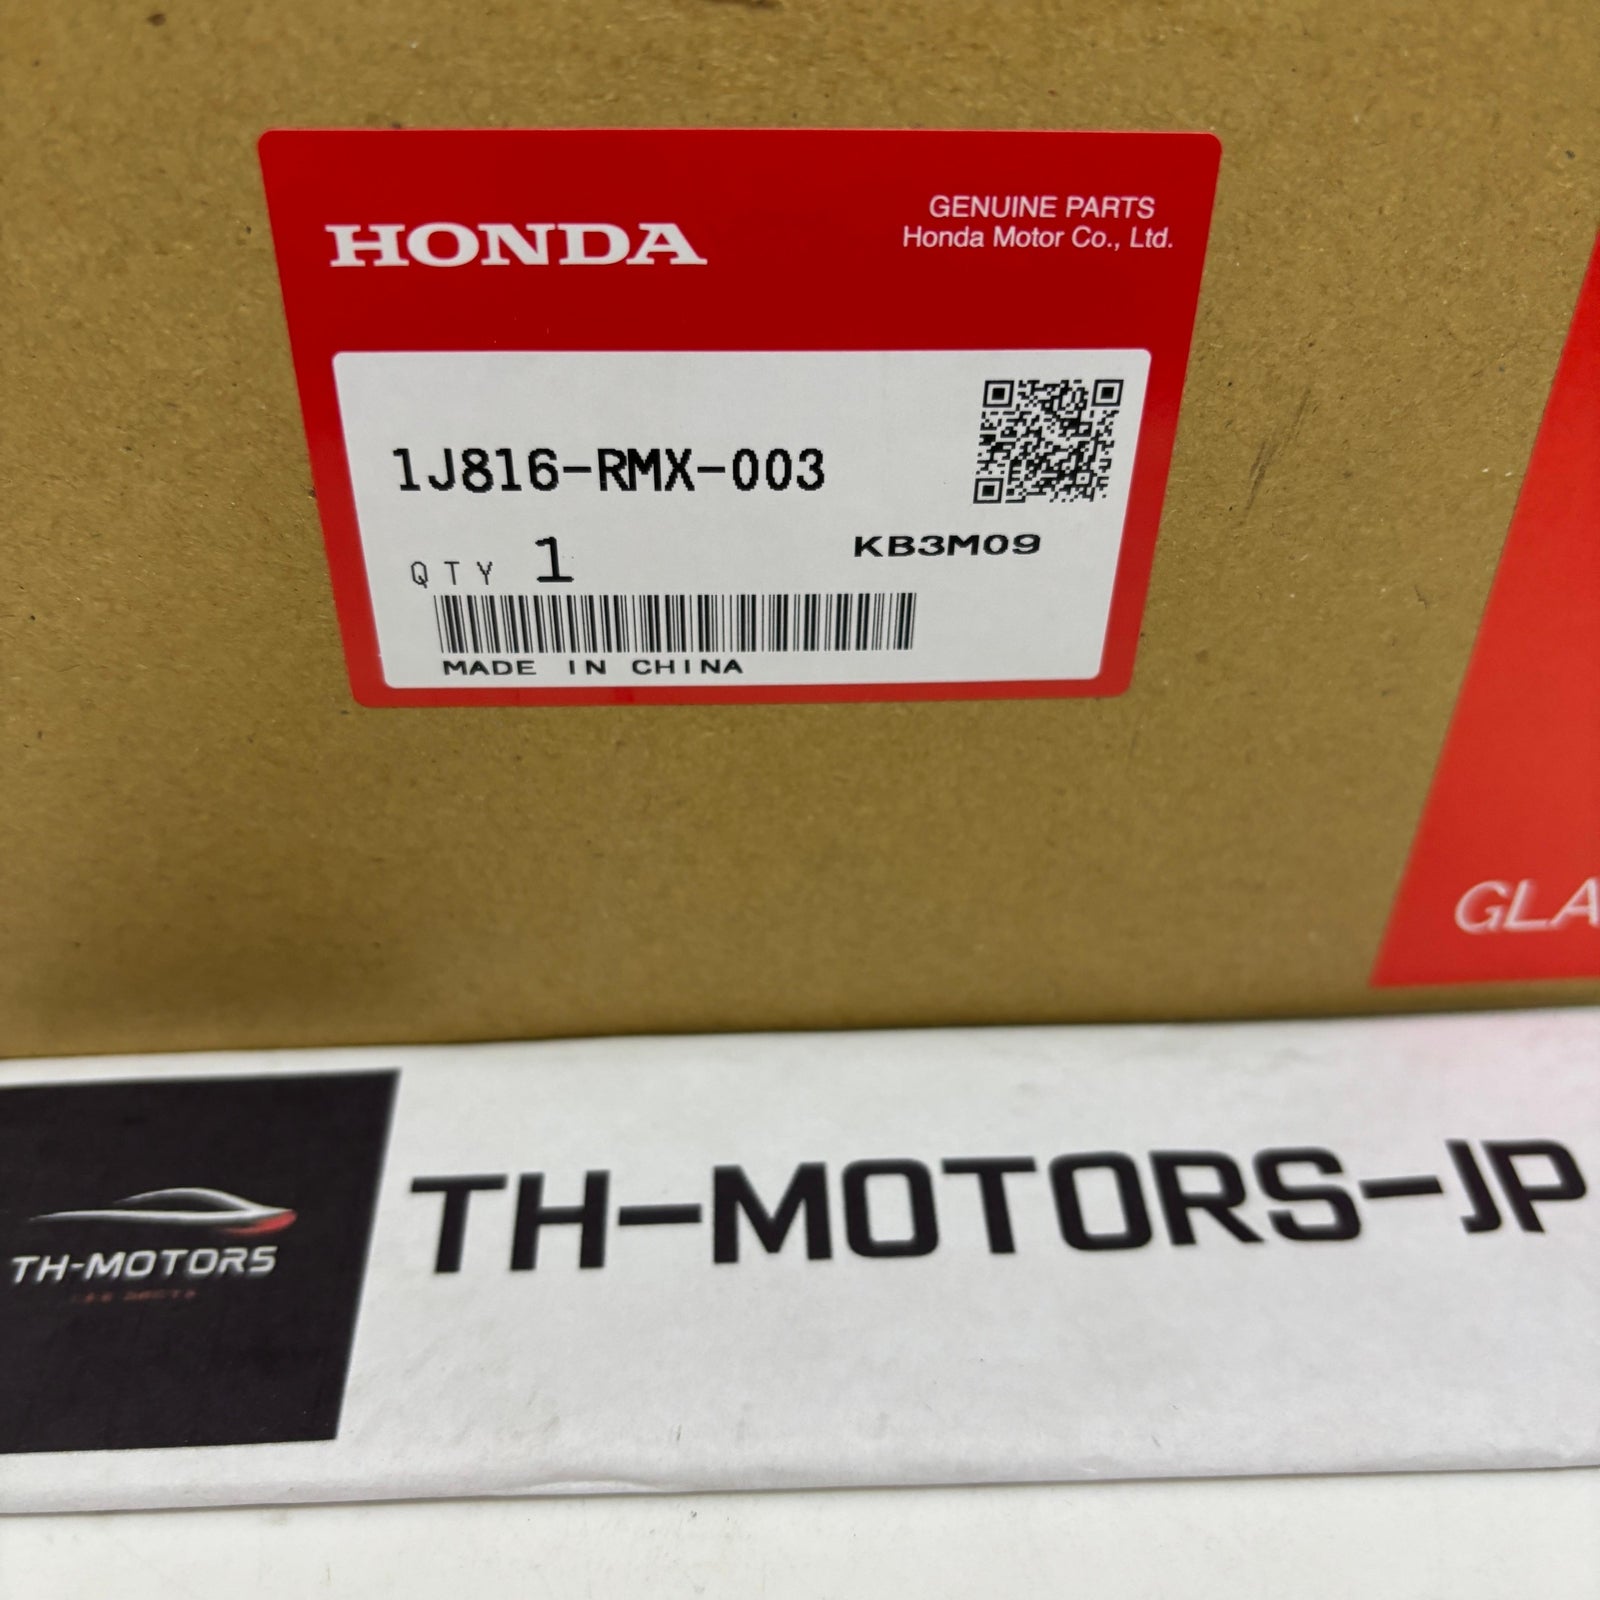 HONDA
GENUINE PARTS
Honda Motor Co., Ltd.
1J816-RMX-003
QTY 1
KB3M09
MADE IN CHINA
GLA
TH-MOTORS-JP
TH-MOTORS